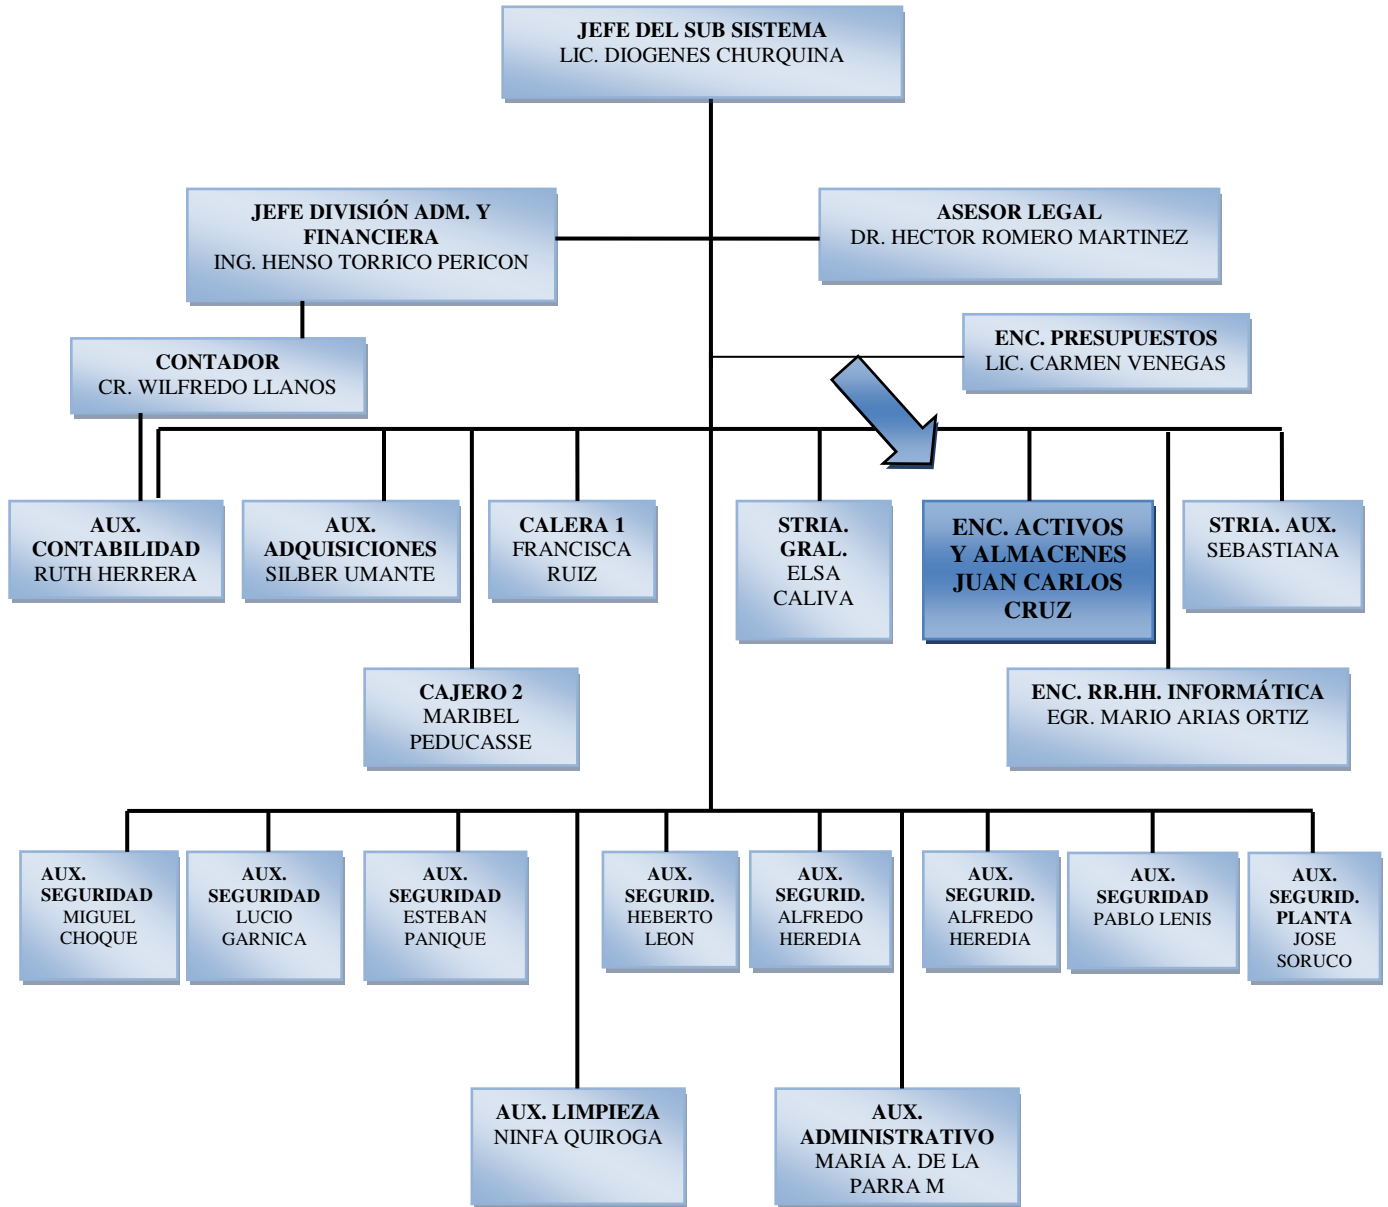 JEFE DEL SUB SISTEMA
LIC. DIOGENES CHURQUINA
JEFE DIVISIÓN ADM. Y
FINANCIERA
ING. HENSO TORRICO PERICON
ASESOR LEGAL
DR. HECTOR ROMERO MARTINEZ
ENC. PRESUPUESTOS
LIC. CARMEN VENEGAS
CONTADOR
CR. WILFREDO LLANOS
AUX.
CONTABILIDAD
RUTH HERRERA
AUX.
ADQUISICIONES
SILBER UMANTE
CALERA 1
FRANCISCA
RUIZ
STRIA.
GRAL.
ELSA
CALIVA
ENC. ACTIVOS
Y ALMACENES
JUAN CARLOS
CRUZ
STRIA. AUX.
SEBASTIANA
CAJERO 2
MARIBEL
PEDUCASSE
ENC. RR.HH. INFORMÁTICA
EGR. MARIO ARIAS ORTIZ
AUX.
SEGURIDAD
MIGUEL
CHOQUE
AUX.
SEGURIDAD
LUCIO
GARNICA
AUX.
SEGURIDAD
ESTEBAN
PANIQUE
AUX.
SEGURID.
HEBERTO
LEON
AUX.
SEGURID.
ALFREDO
HEREDIA
AUX.
SEGURID.
ALFREDO
HEREDIA
AUX.
SEGURIDAD
PABLO LENIS
AUX.
SEGURID.
PLANTA
JOSE
SORUCO
AUX. LIMPIEZA
NINFA QUIROGA
AUX.
ADMINISTRATIVO
MARIA A. DE LA
PARRA M